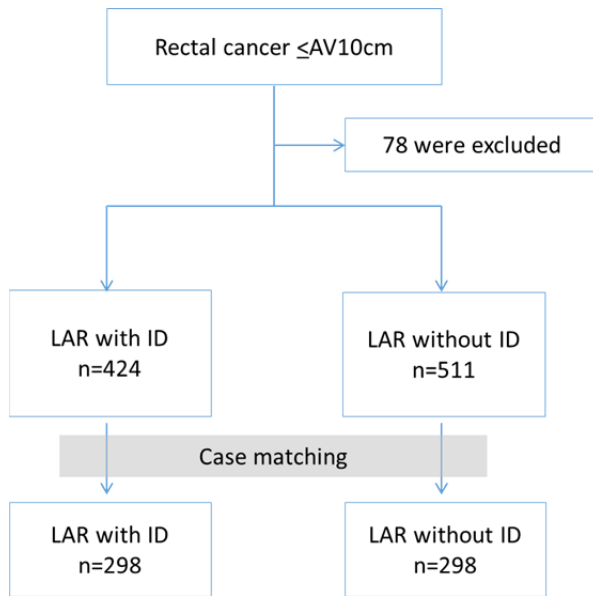 Rectal cancer ≤AV10cm
78 were excluded
LAR with ID
n=424
LAR without ID
n=511
Case matching
LAR with ID
n=298
LAR without ID
n=298